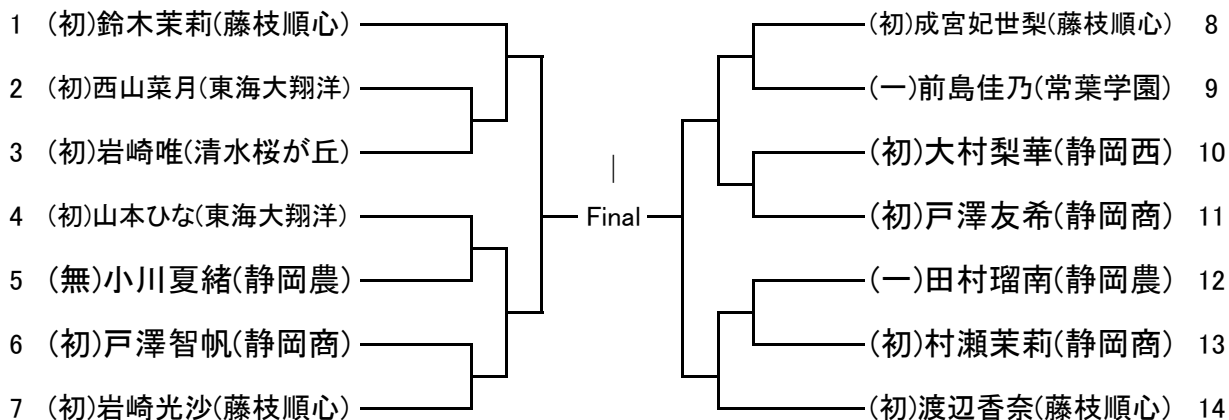 1 (初)鈴木茉莉(藤枝順心)
2 (初)西山菜月(東海大翔洋)
3 (初)岩崎唯(清水桜が丘)
4 (初)山本ひな(東海大翔洋)
5 (無)小川夏緒(静岡農)
6 (初)戸澤智帆(静岡商)
7 (初)岩崎光沙(藤枝順心)
Final
(初)成宮妃世梨(藤枝順心) 8
(一)前島佳乃(常葉学園) 9
(初)大村梨華(静岡西) 10
(初)戸澤友希(静岡商) 11
(一)田村瑠南(静岡農) 12
(初)村瀬茉莉(静岡商) 13
(初)渡辺香奈(藤枝順心) 14